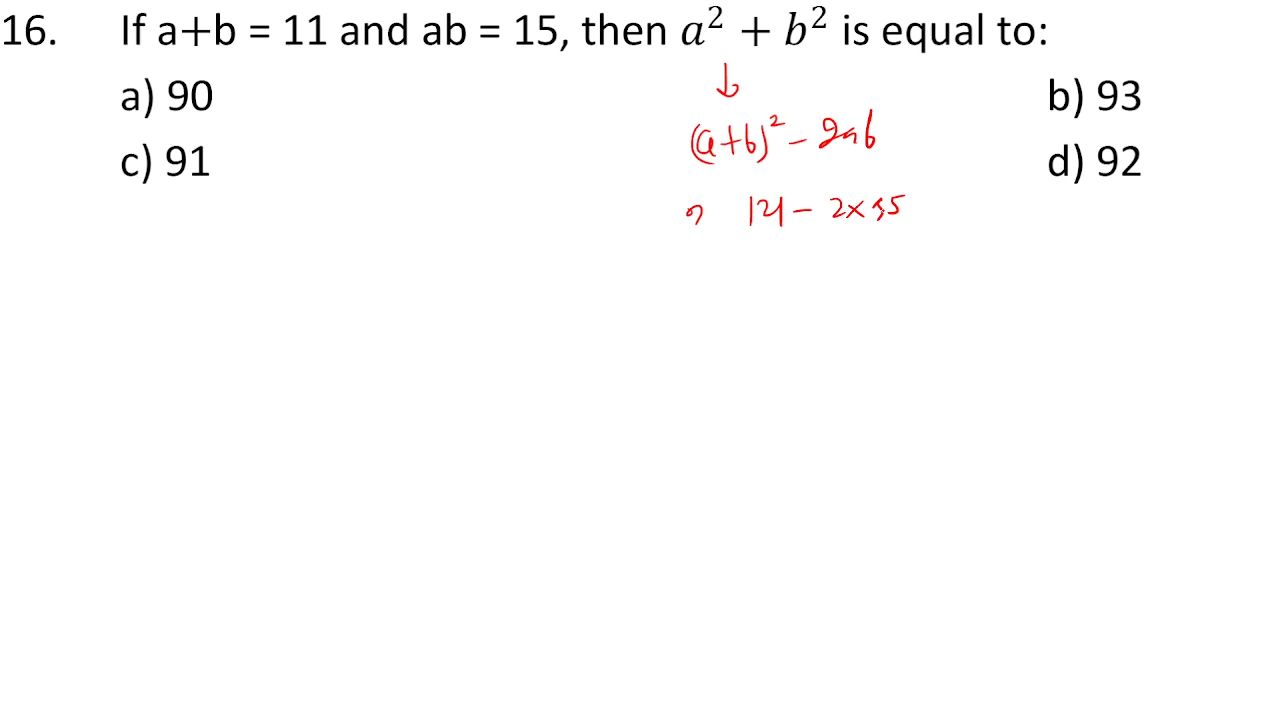 16. If a+b = 11 and ab = 15, then a² + b² is equal to:
a) 90 b) 93
↓
(a+b)² - 2ab
c) 91 d) 92
⇒ 121 - 2×15